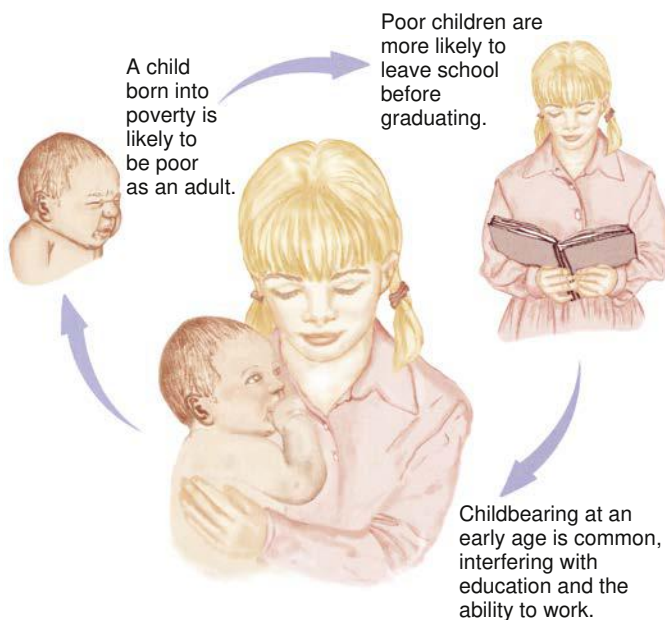 A child
born into
poverty is
likely to
be poor
as an adult.
Poor children are
more likely to
leave school
before
graduating.
Childbearing at an
early age is common,
interfering with
education and the
ability to work.